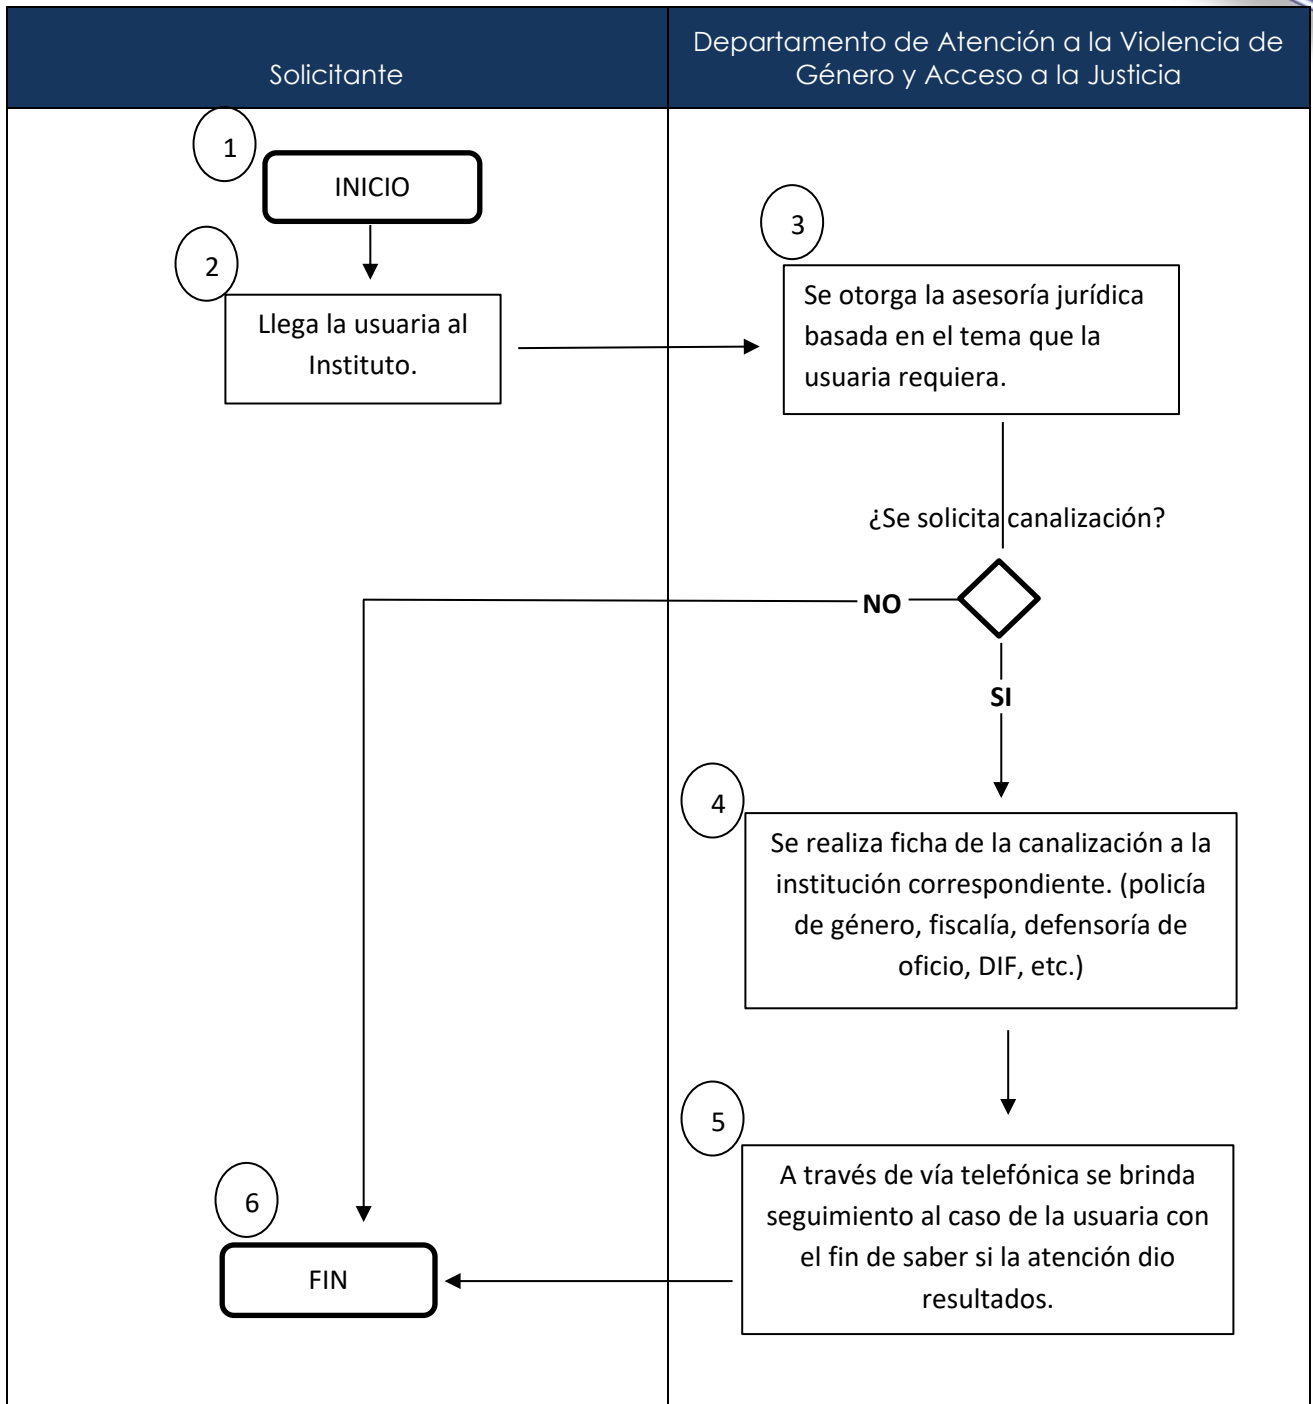 Solicitante
Departamento de Atención a la Violencia de
Género y Acceso a la Justicia
1
INICIO
2
Llega la usuaria al
Instituto.
3
Se otorga la asesoría jurídica
basada en el tema que la
usuaria requiera.
¿Se solicita canalización?
NO
SI
4
Se realiza ficha de la canalización a la
institución correspondiente. (policía
de género, fiscalía, defensoría de
oficio, DIF, etc.)
5
A través de vía telefónica se brinda
seguimiento al caso de la usuaria con
el fin de saber si la atención dio
resultados.
6
FIN